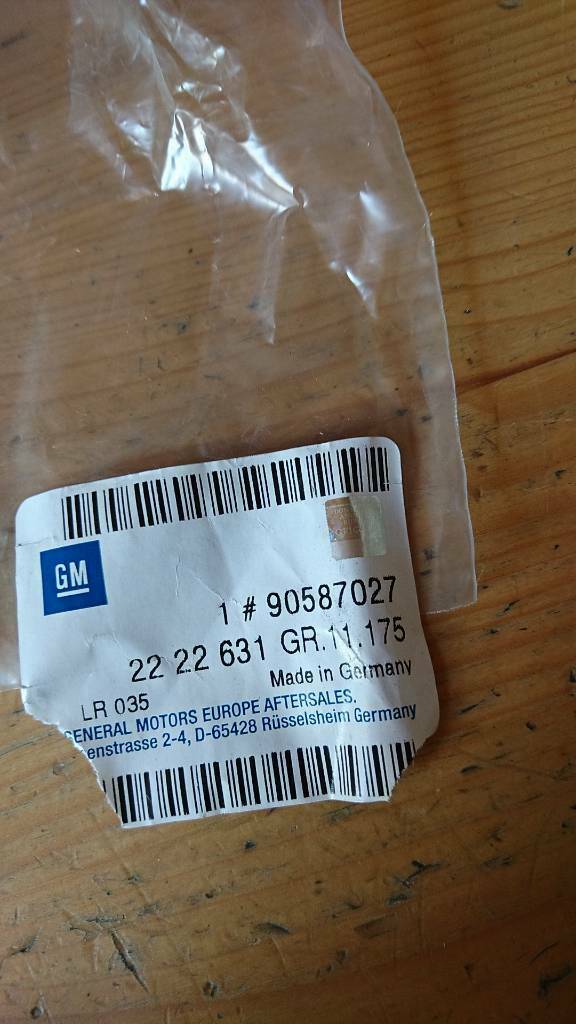 GM
1 # 90587027
22 22 631 GR.11.175
Made in Germany
LR 035
GENERAL MOTORS EUROPE AFTERSALES.
enstrasse 2-4, D-65428 Rüsselsheim Germany